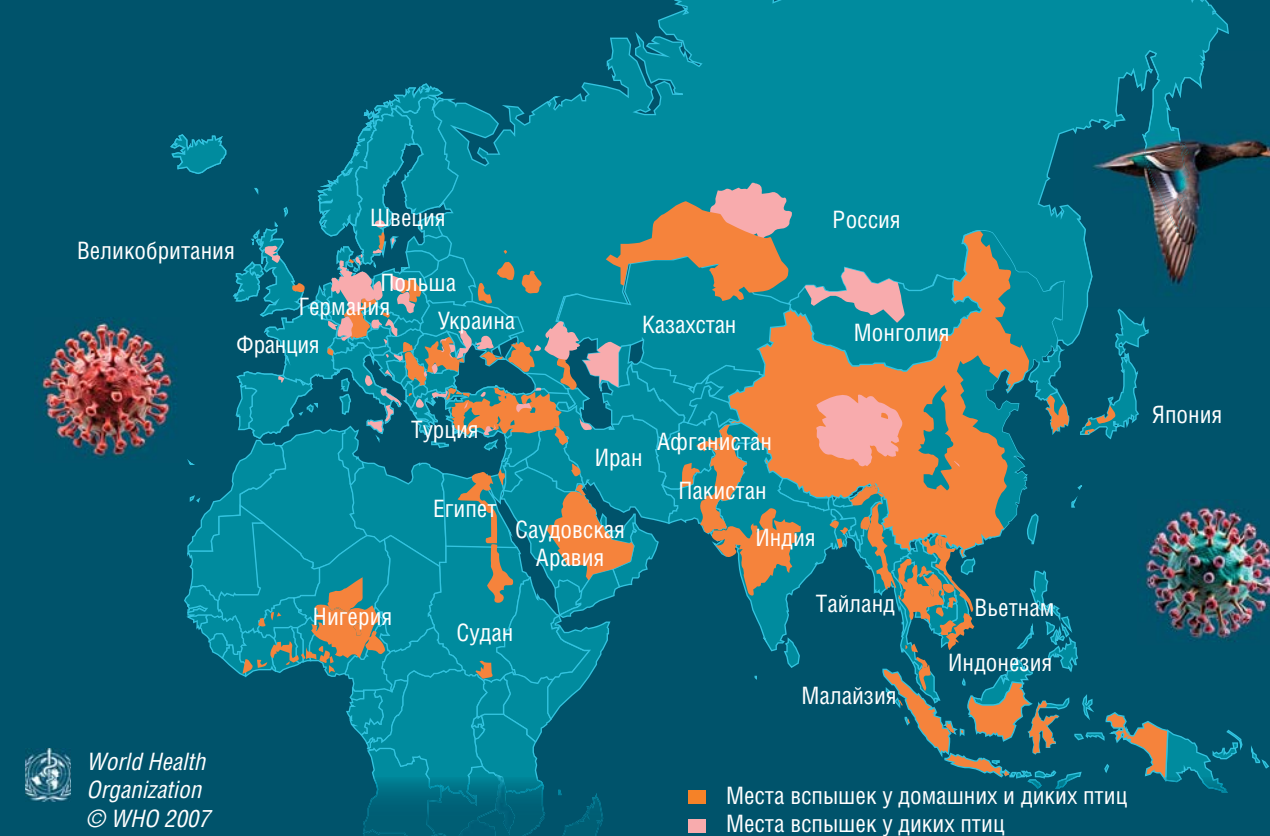 Швеция
Великобритания
Россия
Польша
Германия
Украина
Казахстан
Монголия
Франция
Япония
Турция
Афганистан
Иран
Пакистан
Египет
Саудовская
Аравия
Индия
Тайланд
Вьетнам
Нигерия
Судан
Индонезия
Малайзия
World Health
Organization
© WHO 2007
Места вспышек у домашних и диких птиц
Места вспышек у диких птиц